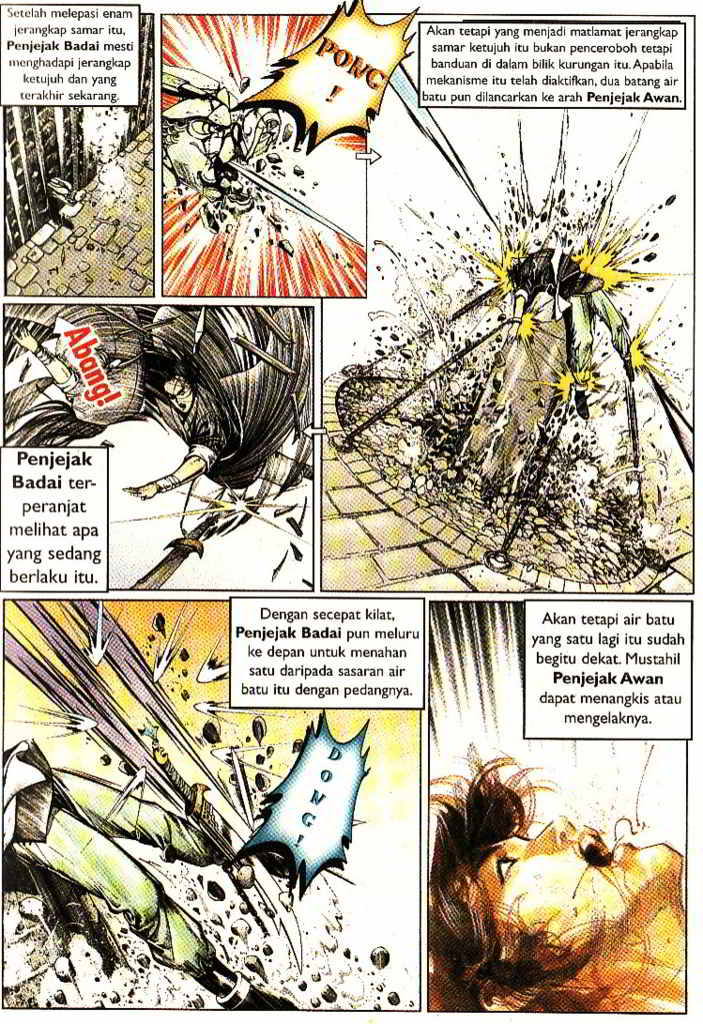 Setelah melepasi enam
jerangkap samar itu,
Penjejak Badai mesti
menghadapi jerangkap
ketujuh dan yang
terakhir sekarang.
PONG
!
Akan tetapi yang menjadi matlamat jerangkap
samar ketujuh itu bukan penceroboh tetapi
banduan di dalam bilik kurungan itu. Apabila
mekanisme itu telah diaktifkan, dua batang air
batu pun dilancarkan ke arah Penjejak Awan.
Abang!
Penjejak
Badai ter-
peranjat
melihat apa
yang sedang
berlaku itu.
Dengan secepat kilat,
Penjejak Badai pun meluru
ke depan untuk menahan
satu daripada sasaran air
batu itu dengan pedangnya.
DONG!
Akan tetapi air batu
yang satu lagi itu sudah
begitu dekat. Mustahil
Penjejak Awan
dapat menangkis atau
mengelaknya.